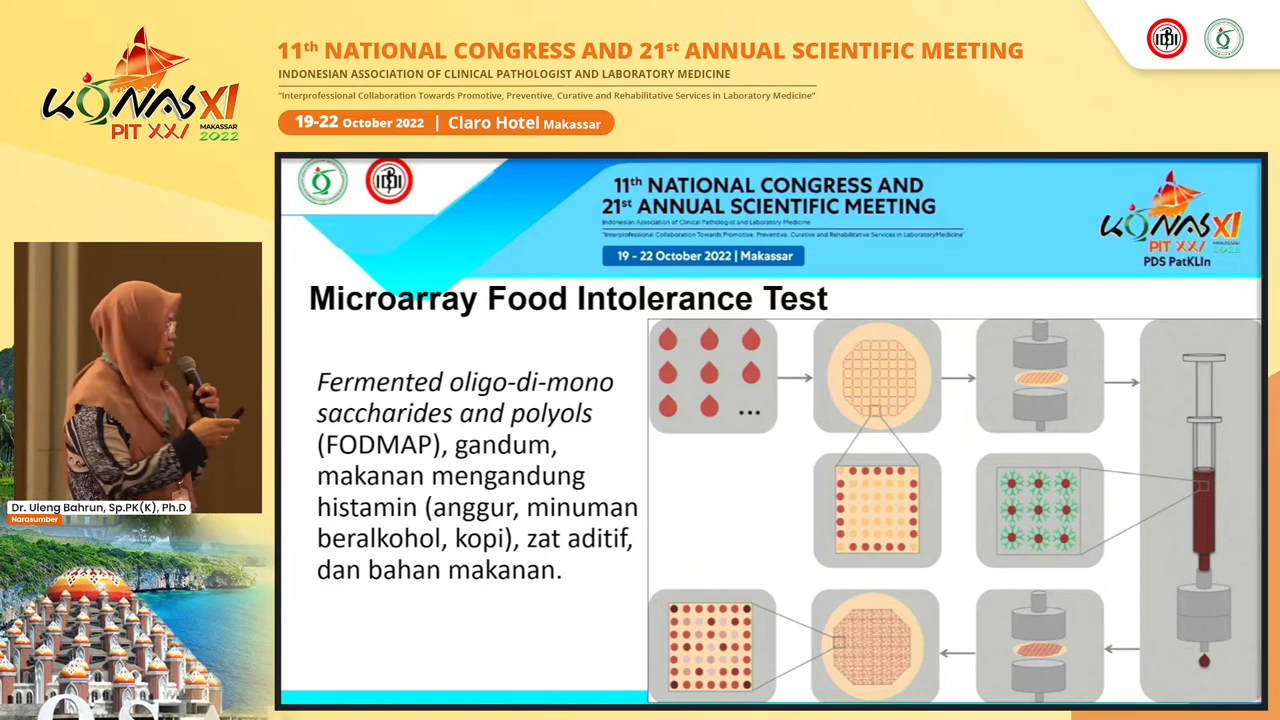 11th NATIONAL CONGRESS AND 21st ANNUAL SCIENTIFIC MEETING
INDONESIAN ASSOCIATION OF CLINICAL PATHOLOGIST AND LABORATORY MEDICINE
"Interprofessional Collaboration Towards Promotive, Preventive, Curative and Rehabilitative Services in Laboratory Medicine"
19-22 October 2022 | Claro Hotel Makassar
KONAS XI
PIT XXI
MAKASSAR
2022
11th NATIONAL CONGRESS AND
21st ANNUAL SCIENTIFIC MEETING
Indonesian Association of Clinical Pathologist and Laboratory Medicine
"Interprofessional Collaboration Towards Promotive, Preventive, Curative and Rehabilitative Services in LaboratoryMedicine"
19 - 22 October 2022 | Makassar
KONAS XI
PIT XXI
MAKASSAR
2022
PDS PatKLIn
Microarray Food Intolerance Test
Fermented oligo-di-mono
saccharides and polyols
(FODMAP), gandum,
makanan mengandung
histamin (anggur, minuman
beralkohol, kopi), zat aditif,
dan bahan makanan.
...
Dr. Uleng Bahrun, Sp.PK(K), Ph.D
Narasumber